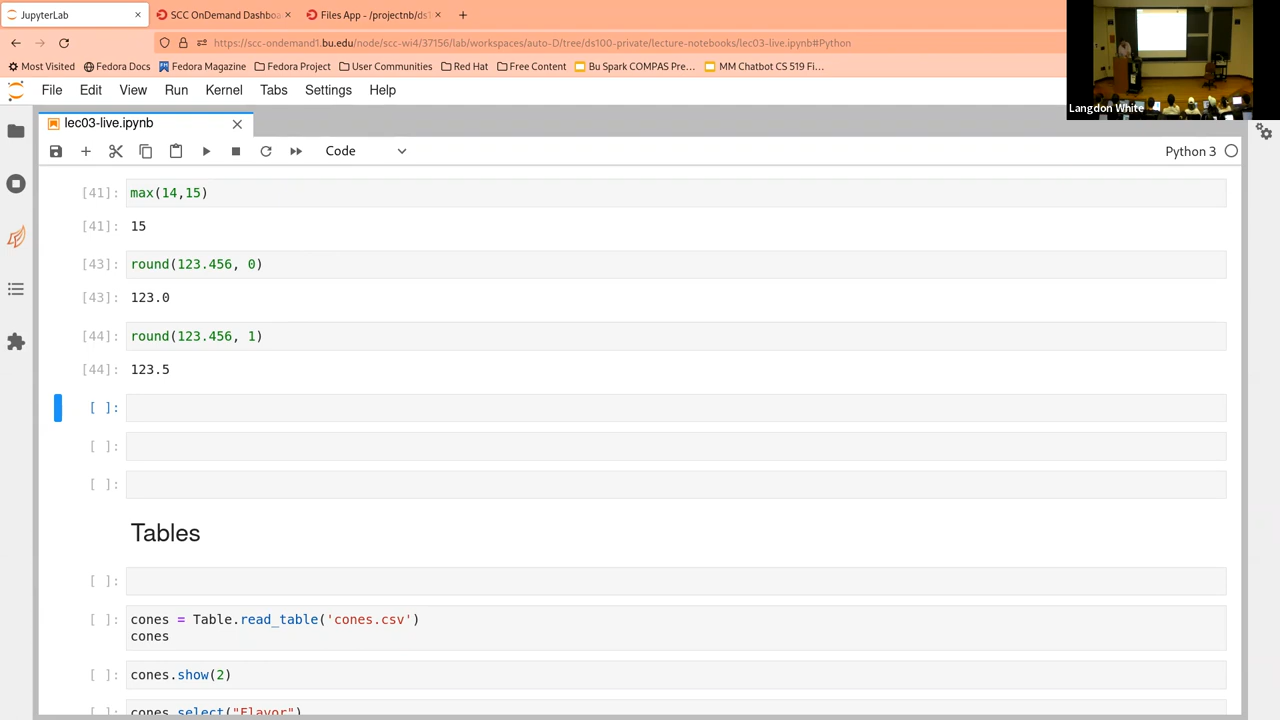 JupyterLab
SCC OnDemand Dashboa
Files App - /projectnb/ds1
https://scc-ondemand1.bu.edu/node/scc-wi4/37156/lab/workspaces/auto-D/tree/ds100-private/lecture-notebooks/lec03-live.ipynb#Python
Most Visited Fedora Docs Fedora Magazine Fedora Project User Communities Red Hat Free Content Bu Spark COMPAS Pre... MM Chatbot CS 519 Fi...
Langdon White
File Edit View Run Kernel Tabs Settings Help
lec03-live.ipynb
Code
Python 3
[41]: max(14,15)
[41]: 15
[43]: round(123.456, 0)
[43]: 123.0
[44]: round(123.456, 1)
[44]: 123.5
[ ]:
[ ]:
[ ]:
Tables
[ ]:
[ ]: cones = Table.read_table('cones.csv')
cones
[ ]: cones.show(2)
[ ]: cones.select("Flavor")